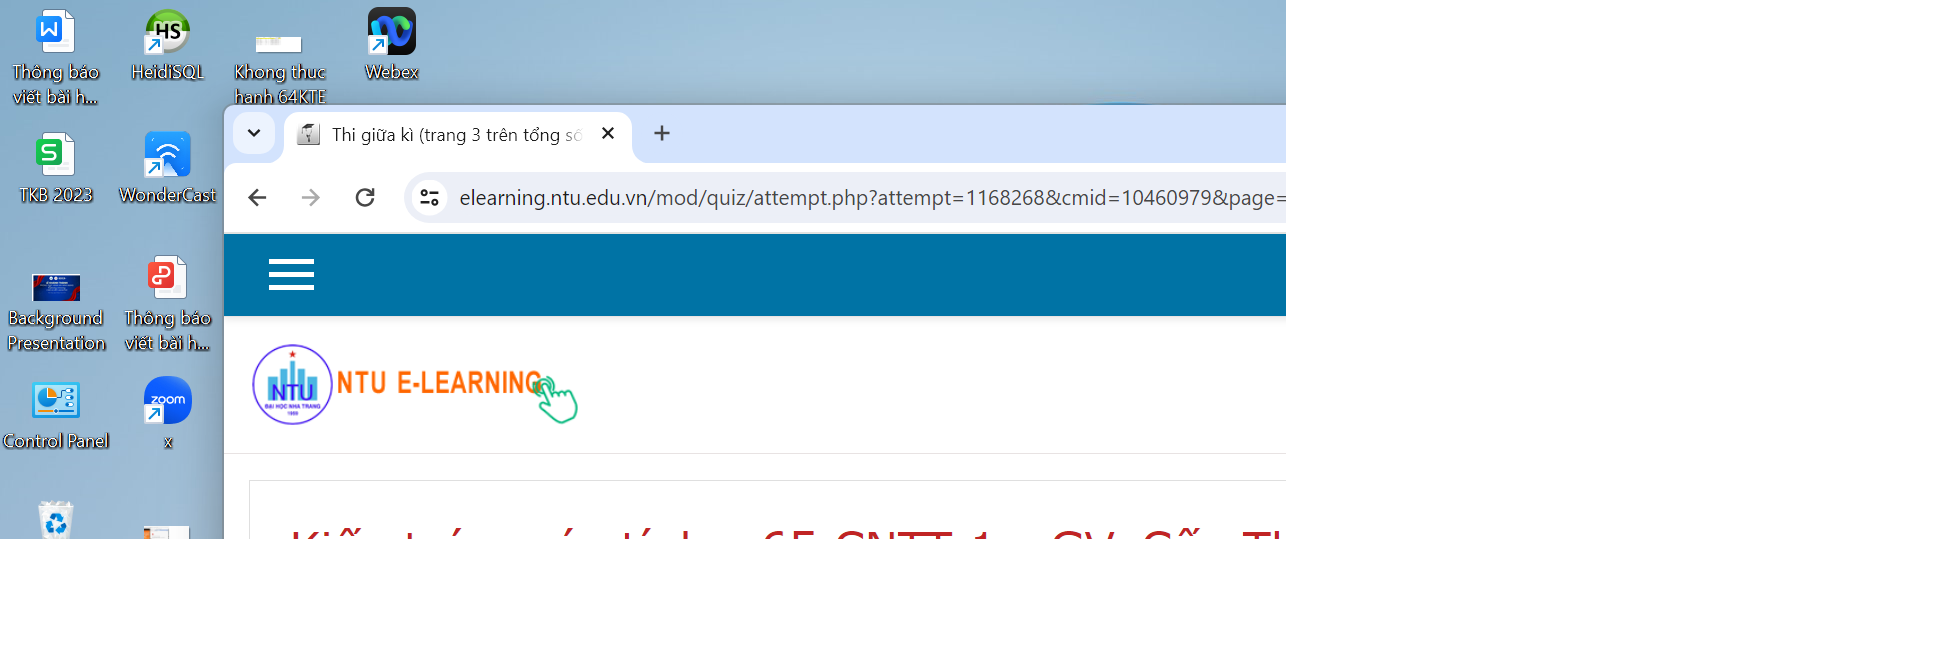 Thông báo
viết bài h...
HeidiSQL
HS
Khong thuc
hanh 64KTE
Webex
TKB 2023
WonderCast
Background
Presentation
Thông báo
viết bài h...
Control Panel
zoom
x
Thi giữa kì (trang 3 trên tổng số
elearning.ntu.edu.vn/mod/quiz/attempt.php?attempt=1168268&cmid=10460979&page=
NTU
ĐẠI HỌC NHA TRANG
1959
NTU E-LEARNING